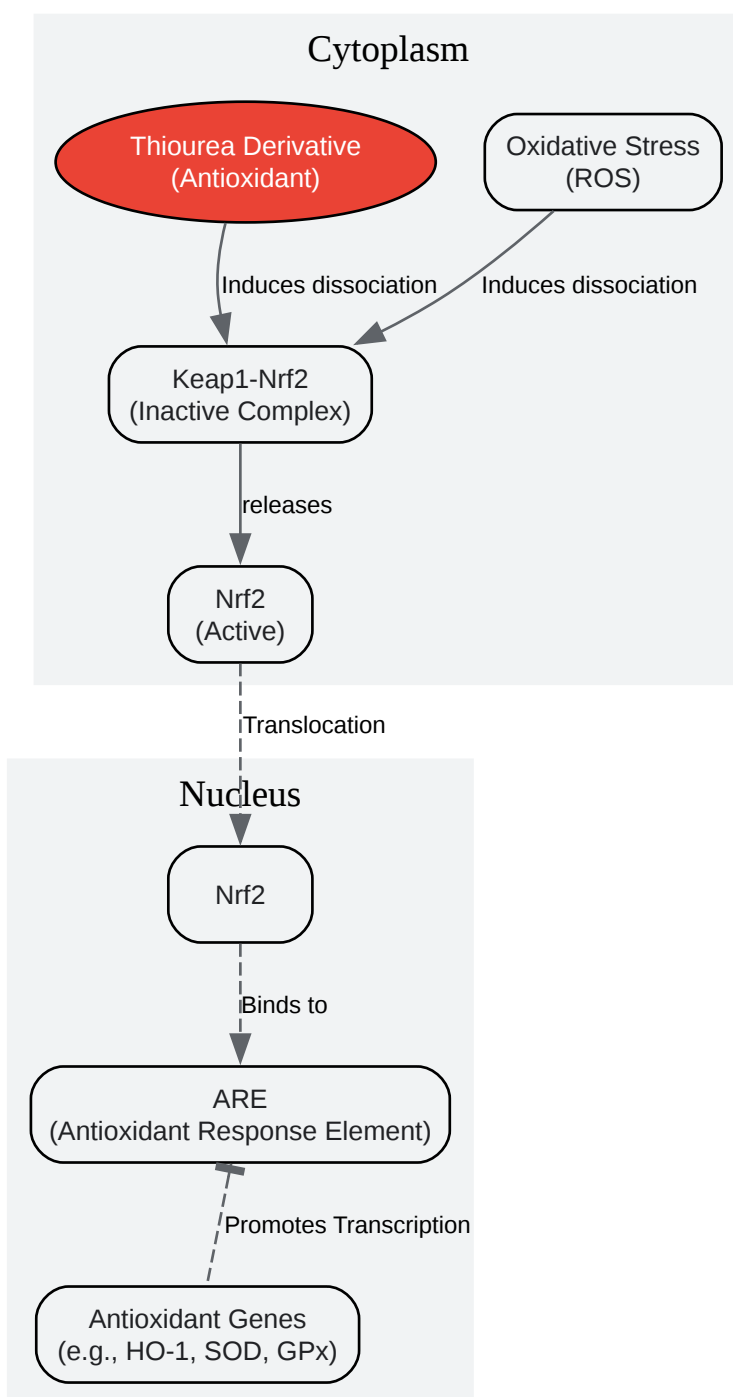 Cytoplasm
Thiourea Derivative
(Antioxidant)
Oxidative Stress
(ROS)
Induces dissociation
Induces dissociation
Keap1-Nrf2
(Inactive Complex)
releases
Nrf2
(Active)
Translocation
Nucleus
Nrf2
Binds to
ARE
(Antioxidant Response Element)
Promotes Transcription
Antioxidant Genes
(e.g., HO-1, SOD, GPx)